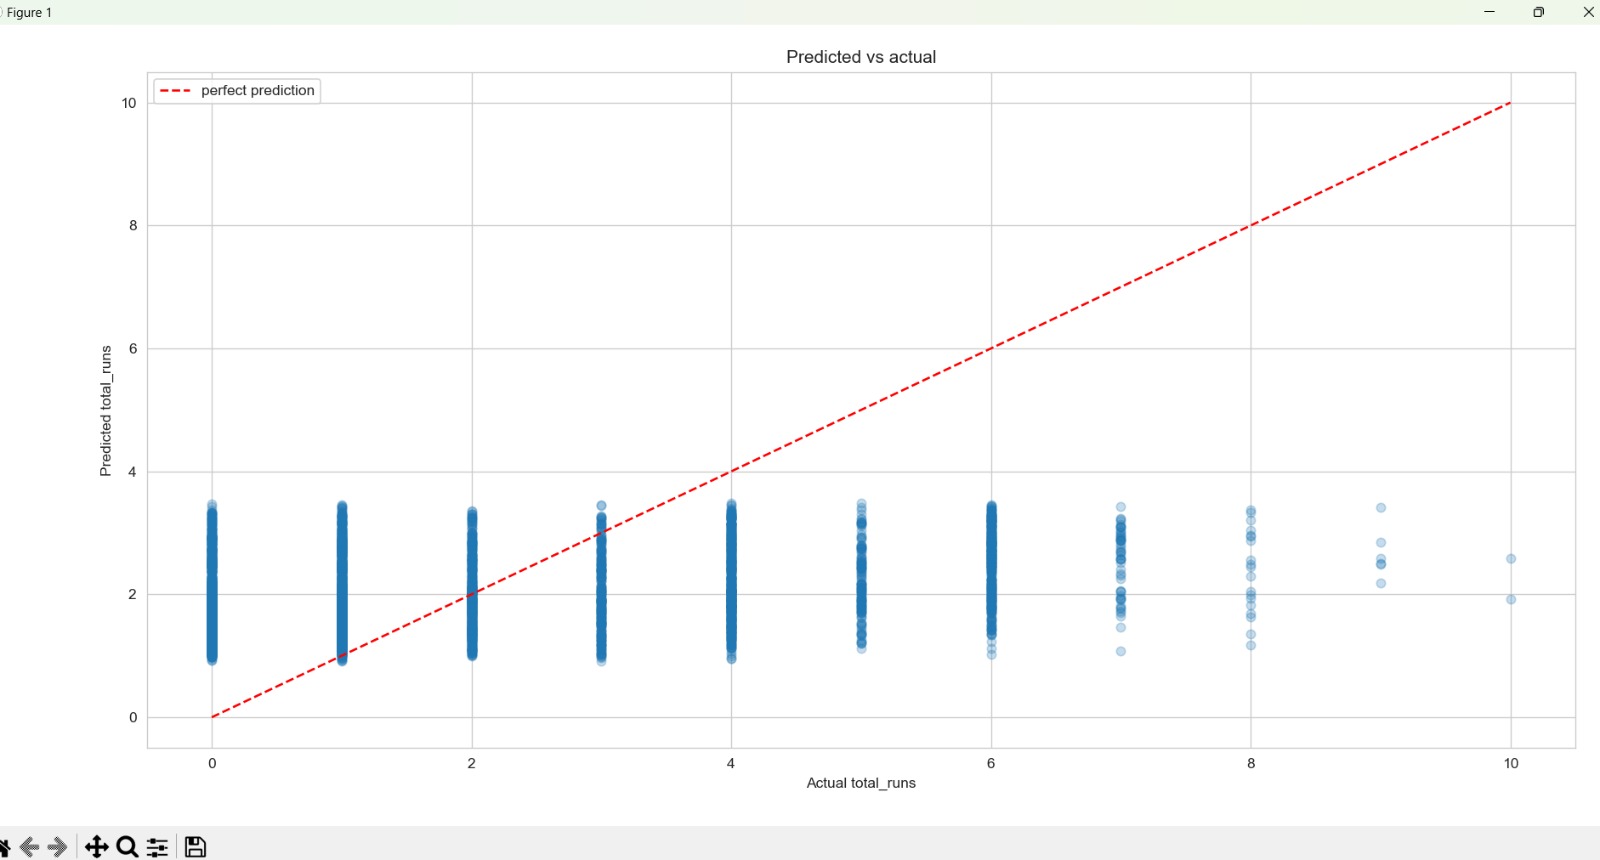 Figure 1
Predicted vs actual
perfect prediction
10
8
6
4
2
0
Predicted total_runs
0 2 4 6 8 10
Actual total_runs